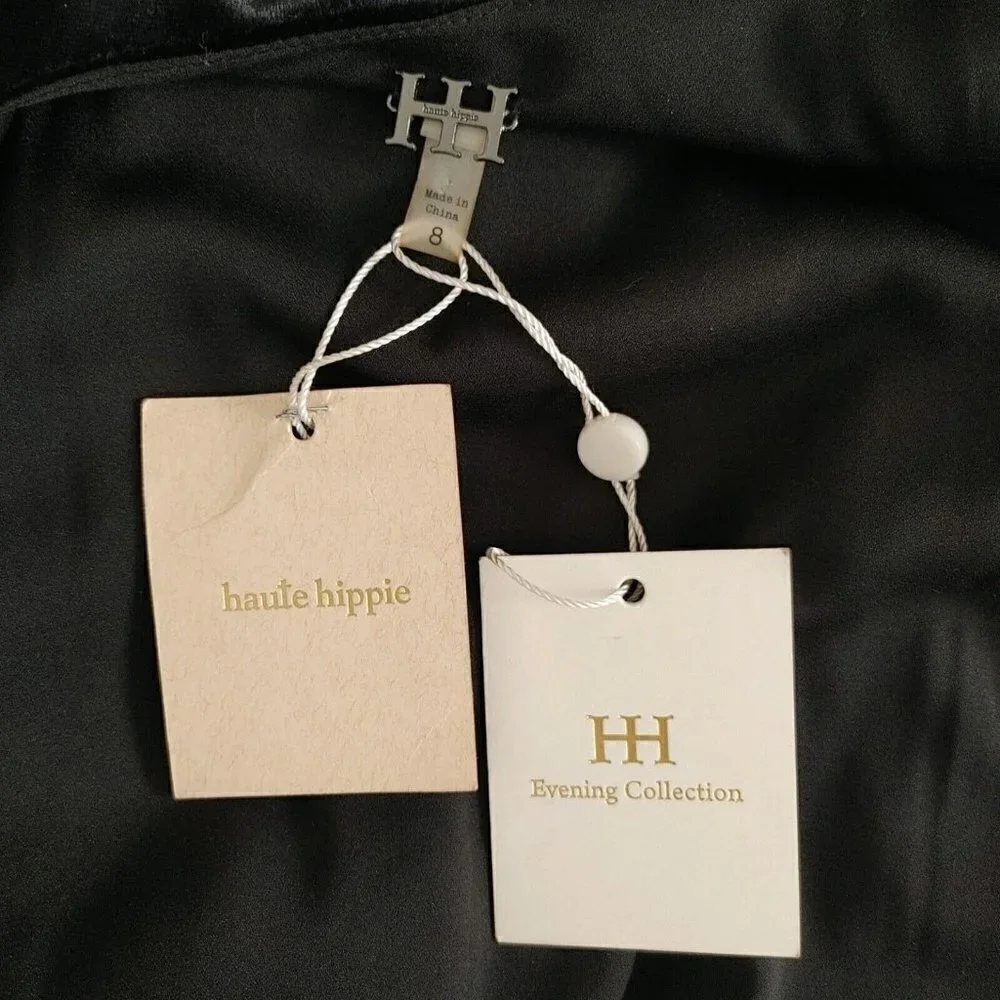 HH
haute hippie
Made in
China
8
haute hippie
HH
Evening Collection